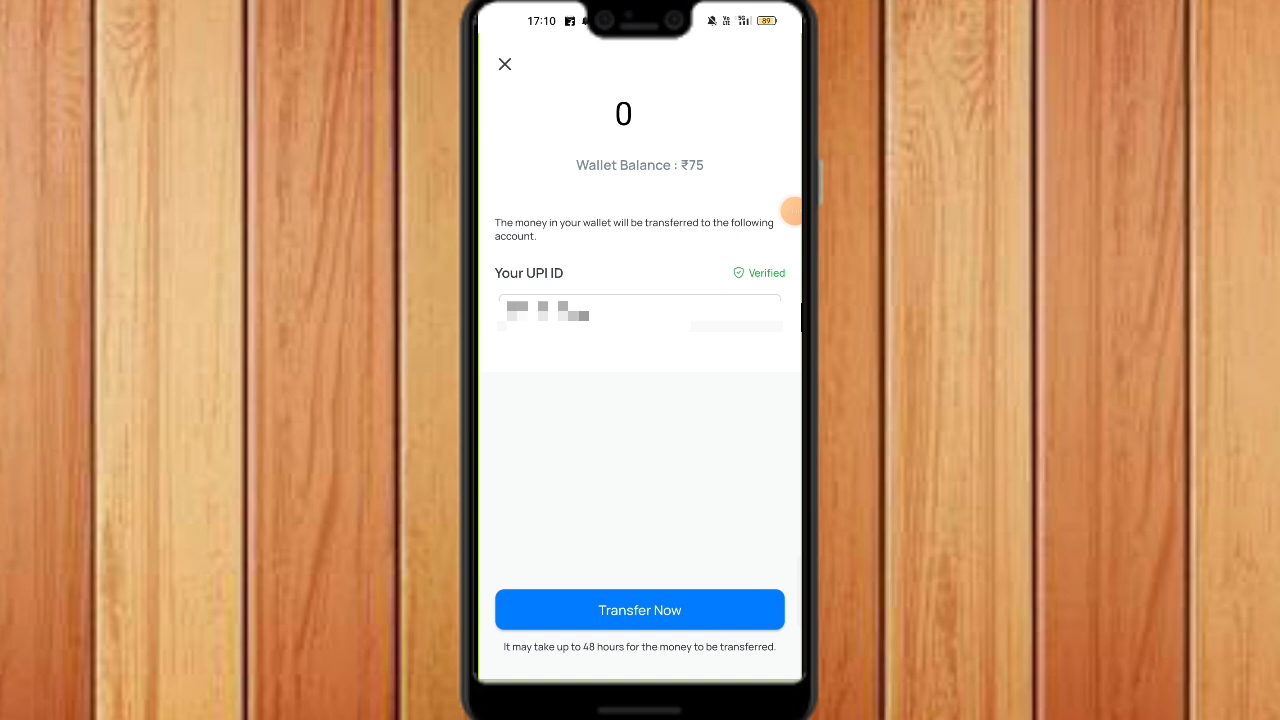 17:10
89
0
Wallet Balance : ₹75
The money in your wallet will be transferred to the following
account.
Your UPI ID
Verified
Transfer Now
It may take up to 48 hours for the money to be transferred.